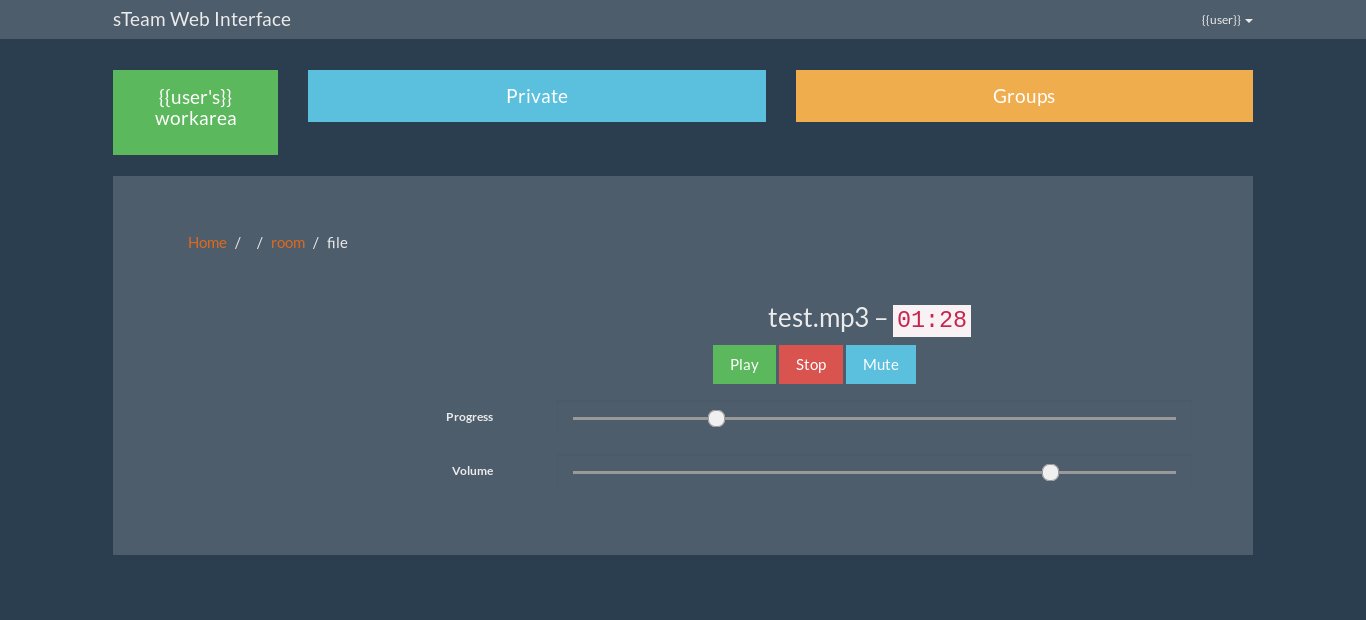 sTeam Web Interface
{{user}}
{{user's}}
workarea
Private
Groups
Home / / room / file
test.mp3 – 01:28
Play Stop Mute
Progress
Volume